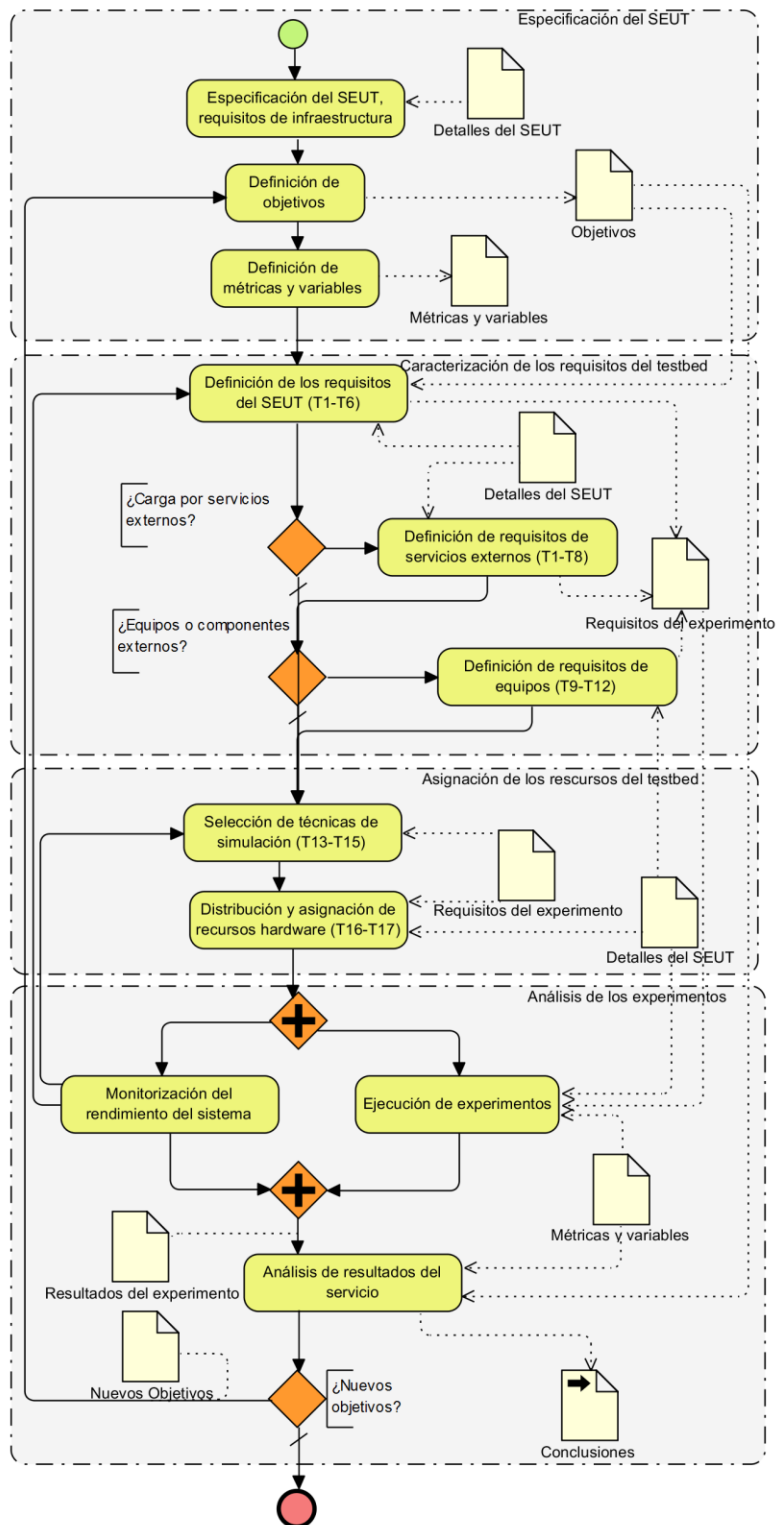 Especificación del SEUT
Especificación del SEUT,
requisitos de infraestructura
Detalles del SEUT
Definición de
objetivos
Objetivos
Definición de
métricas y variables
Métricas y variables
Caracterización de los requisitos del testbed
Definición de los requisitos
del SEUT (T1-T6)
Detalles del SEUT
¿Carga por servicios
externos?
Definición de requisitos de
servicios externos (T1-T8)
Requisitos del experimento
¿Equipos o componentes
externos?
Definición de requisitos de
equipos (T9-T12)
Asignación de los rescursos del testbed
Selección de técnicas de
simulación (T13-T15)
Requisitos del experimento
Distribución y asignación de
recursos hardware (T16-T17)
Detalles del SEUT
Análisis de los experimentos
Monitorización del
rendimiento del sistema
Ejecución de experimentos
Métricas y variables
Resultados del experimento
Análisis de resultados del
servicio
Nuevos Objetivos
¿Nuevos
objetivos?
Conclusiones